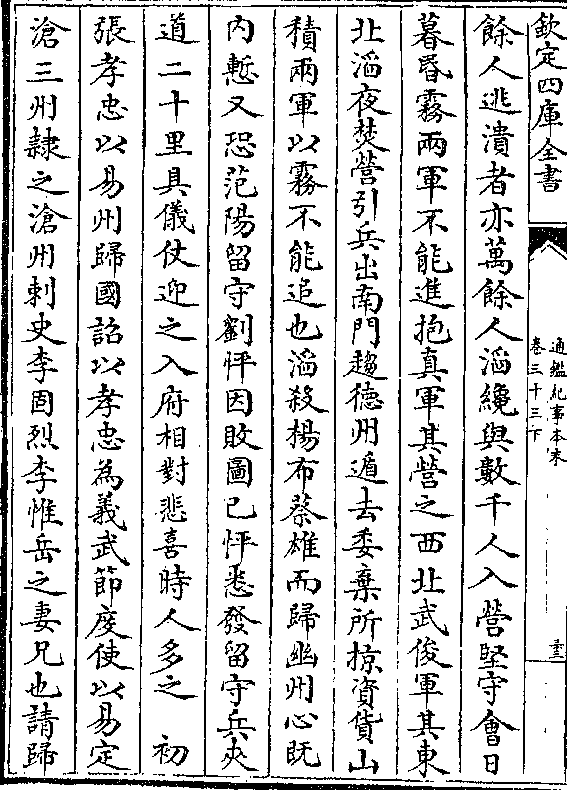 欽定四庫全書
通鑑紀事本末
卷三十三下
餘人逃潰者亦萬餘人滔纔與數千人入營堅守會日
暮昏霧兩軍不能進抱真軍其營之西北武俊軍其東
北滔夜焚營引兵出南門趨德州遁去委棄所掠資貨山
積兩軍以霧不能追也滔殺楊布蔡雄而歸幽州心既
内慙又恐范陽留守劉怦因敗圖已怦悉發留守兵夾
道二十里具儀仗迎之入府相對悲喜時人多之　初
張孝忠以易州歸國詔以孝忠為義武節度使以易定
滄三州隷之滄州刺史李固烈李惟岳之妻兄也請歸